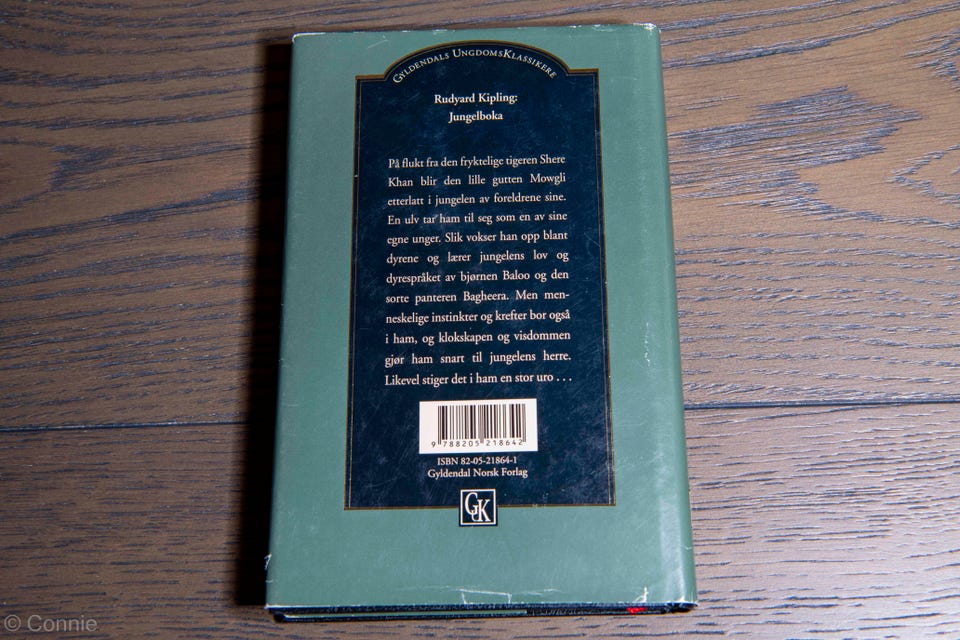 GYLDENDALS UNGDOMSKLASSIKERE
Rudyard Kipling:
Jungelboka
På flukt fra den fryktelige tigeren Shere
Khan blir den lille gutten Mowgli
etterlatt i jungelen av foreldrene sine.
En ulv tar ham til seg som en av sine
egne unger. Slik vokser han opp blant
dyrene og lærer jungelens lov og
dyrespråket av bjørnen Baloo og den
sorte panteren Bagheera. Men men-
neskelige instinkter og krefter bor også
i ham, og klokskapen og visdommen
gjør ham snart til jungelens herre.
Likevel stiger det i ham en stor uro . . .
9 788205 218642
ISBN 82-05-21864-1
Gyldendal Norsk Forlag
GUK
© Connie